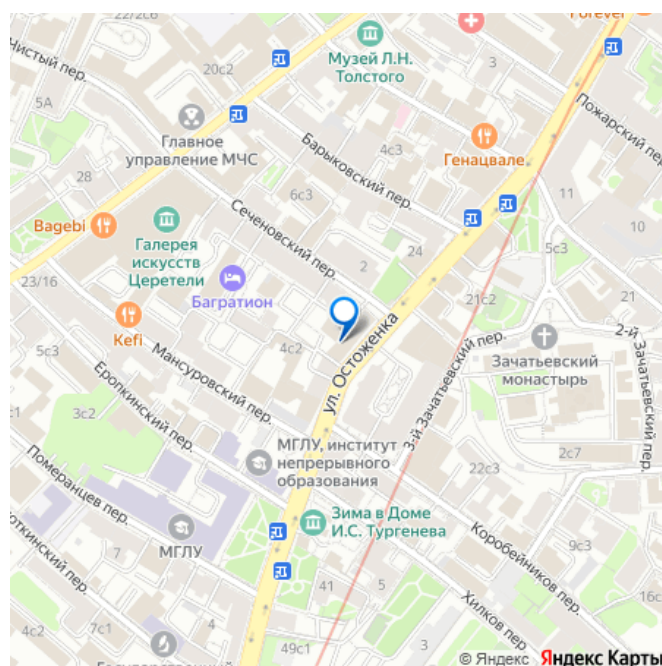 22/2с6
Forever
Чистый пер.
20с2
Музей Л.Н.
Толстого
3
5А
Пожарский пер.
Главное
управление МЧС
Барыковский пер.
4с3
Генацвале
28
6с3
11
Bagebi
Сеченовский пер.
24
10
Галерея
искусств
Церетели
2
5с3
23/16
Багратион
21с2
21
Kefi
ул. Остоженка
2-й Зачатьевский пер.
5с3
4с2
Зачатьевский
монастырь
Мансуровский пер.
3-й Зачатьевский пер.
Еропкинский пер.
3с2
МГЛУ, институт
непрерывного
образования
22с3
2с7
Померанцев пер.
Зима в Доме
И.С. Тургенева
МГЛУ
Коробейников пер.
9с3
7
41
Хилков пер.
3
4
7с1
49с1
5
Государственный
© Яндекс Яндекс Карты